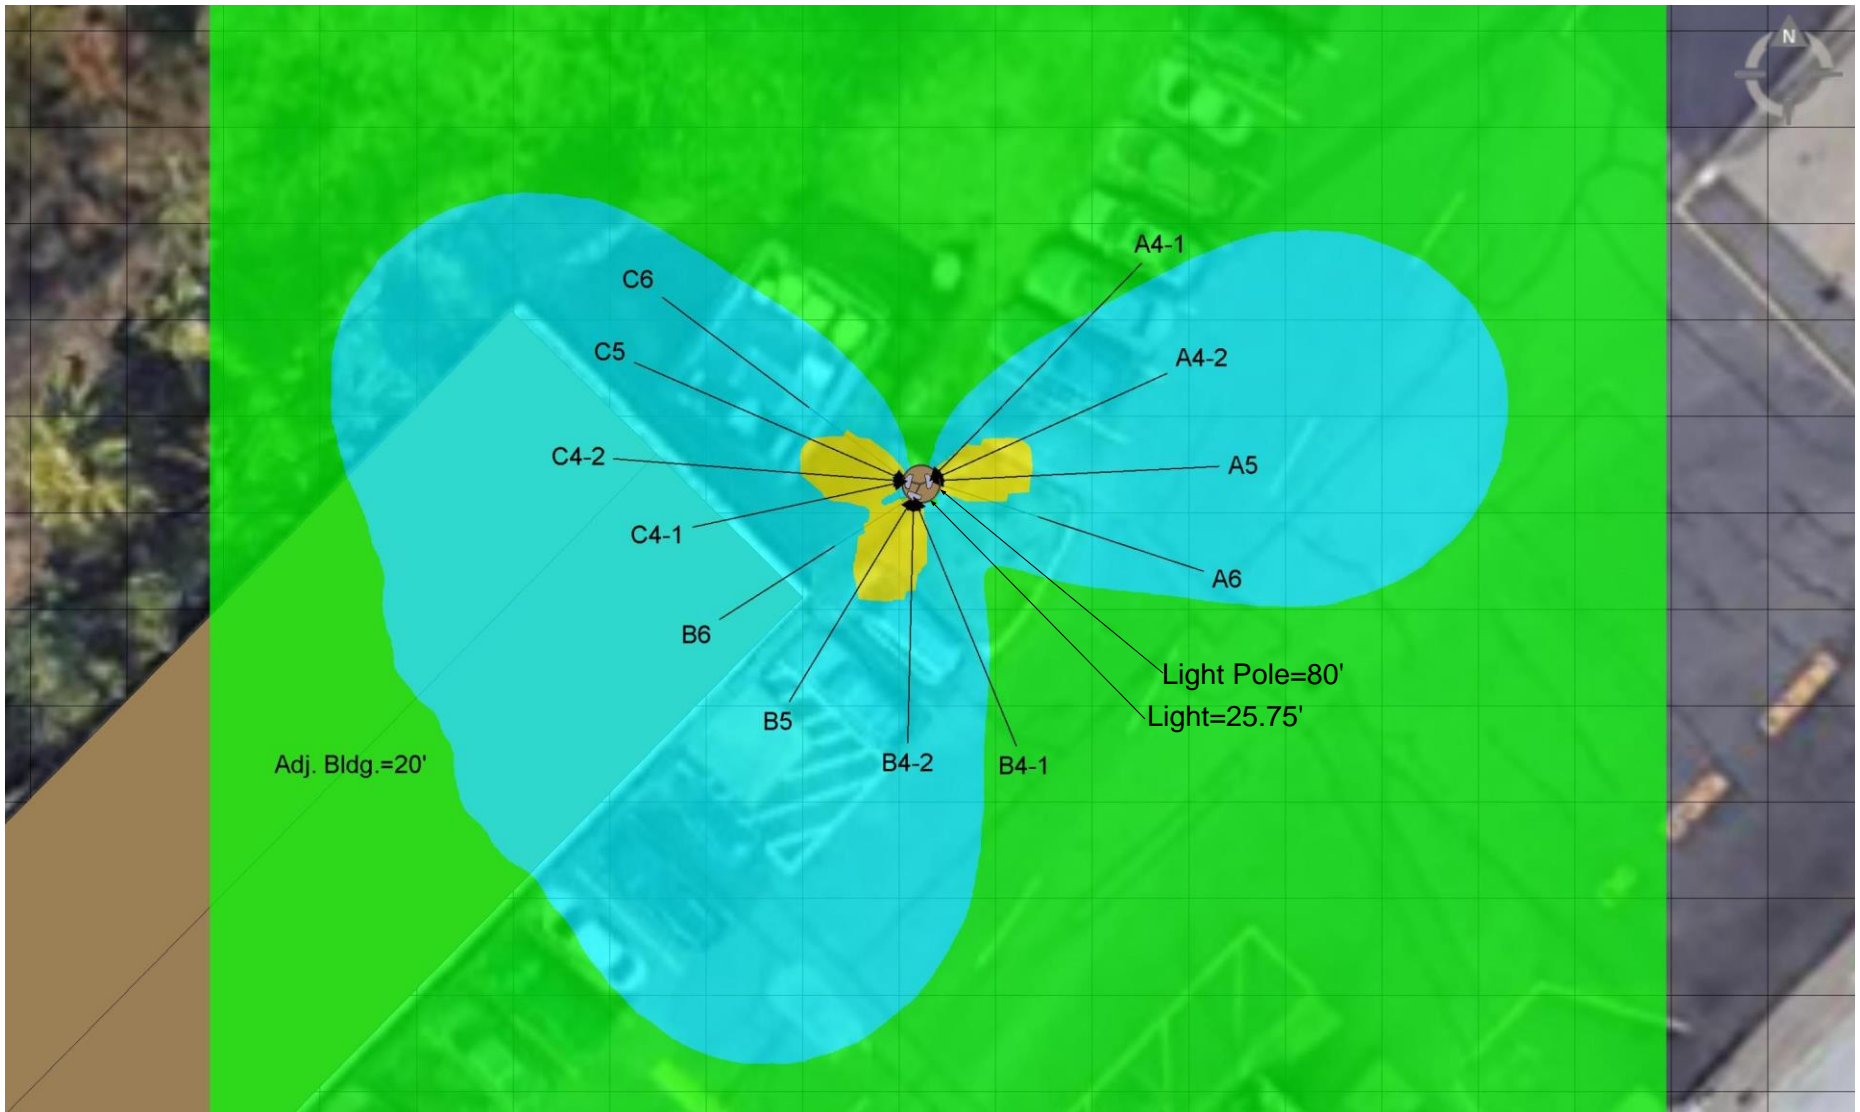 N
A4-1
C6
C5
A4-2
C4-2
A5
C4-1
A6
B6
Light Pole=80'
B5
Light=25.75'
Adj. Bldg.=20'
B4-2
B4-1